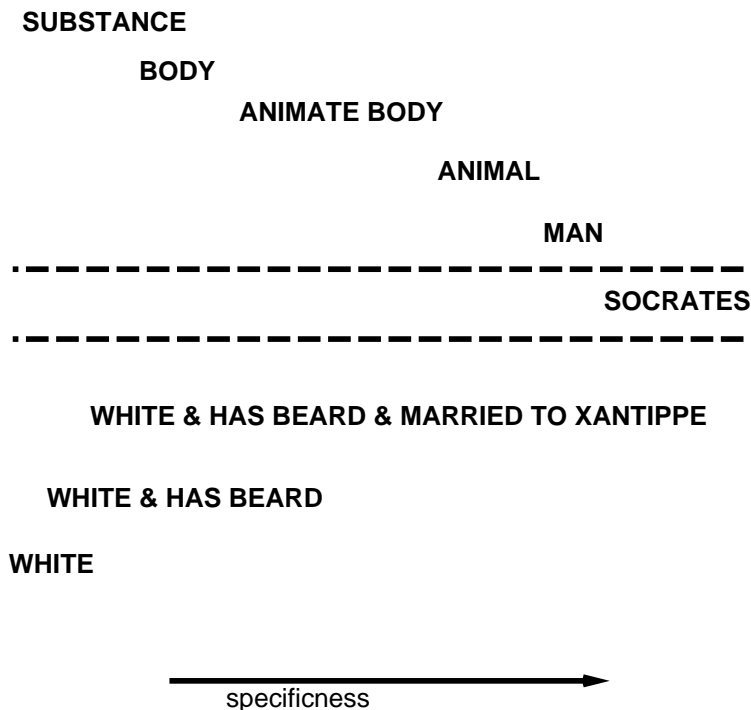 SUBSTANCE
BODY
ANIMATE BODY
ANIMAL
MAN
SOCRATES
WHITE & HAS BEARD & MARRIED TO XANTIPPE
WHITE & HAS BEARD
WHITE
specificness